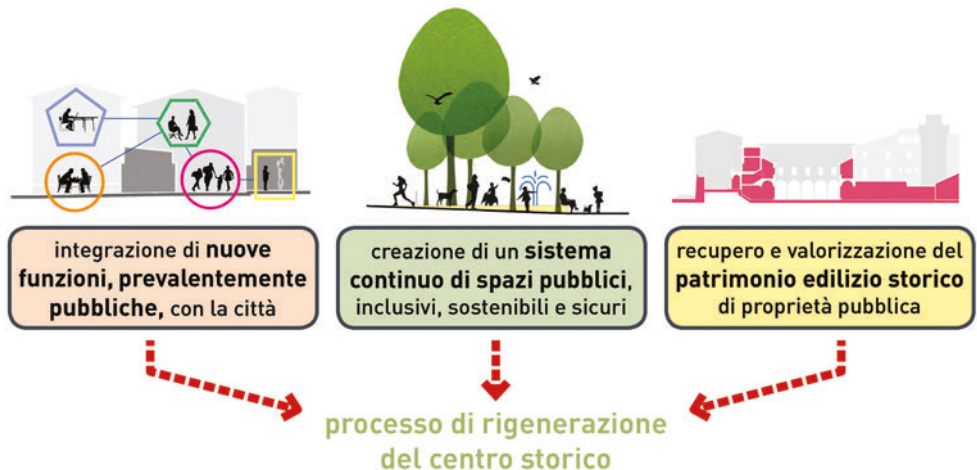 integrazione di nuove
funzioni, prevalentemente
pubbliche, con la città
creazione di un sistema
continuo di spazi pubblici,
inclusivi, sostenibili e sicuri
recupero e valorizzazione del
patrimonio edilizio storico
di proprietà pubblica
processo di rigenerazione
del centro storico